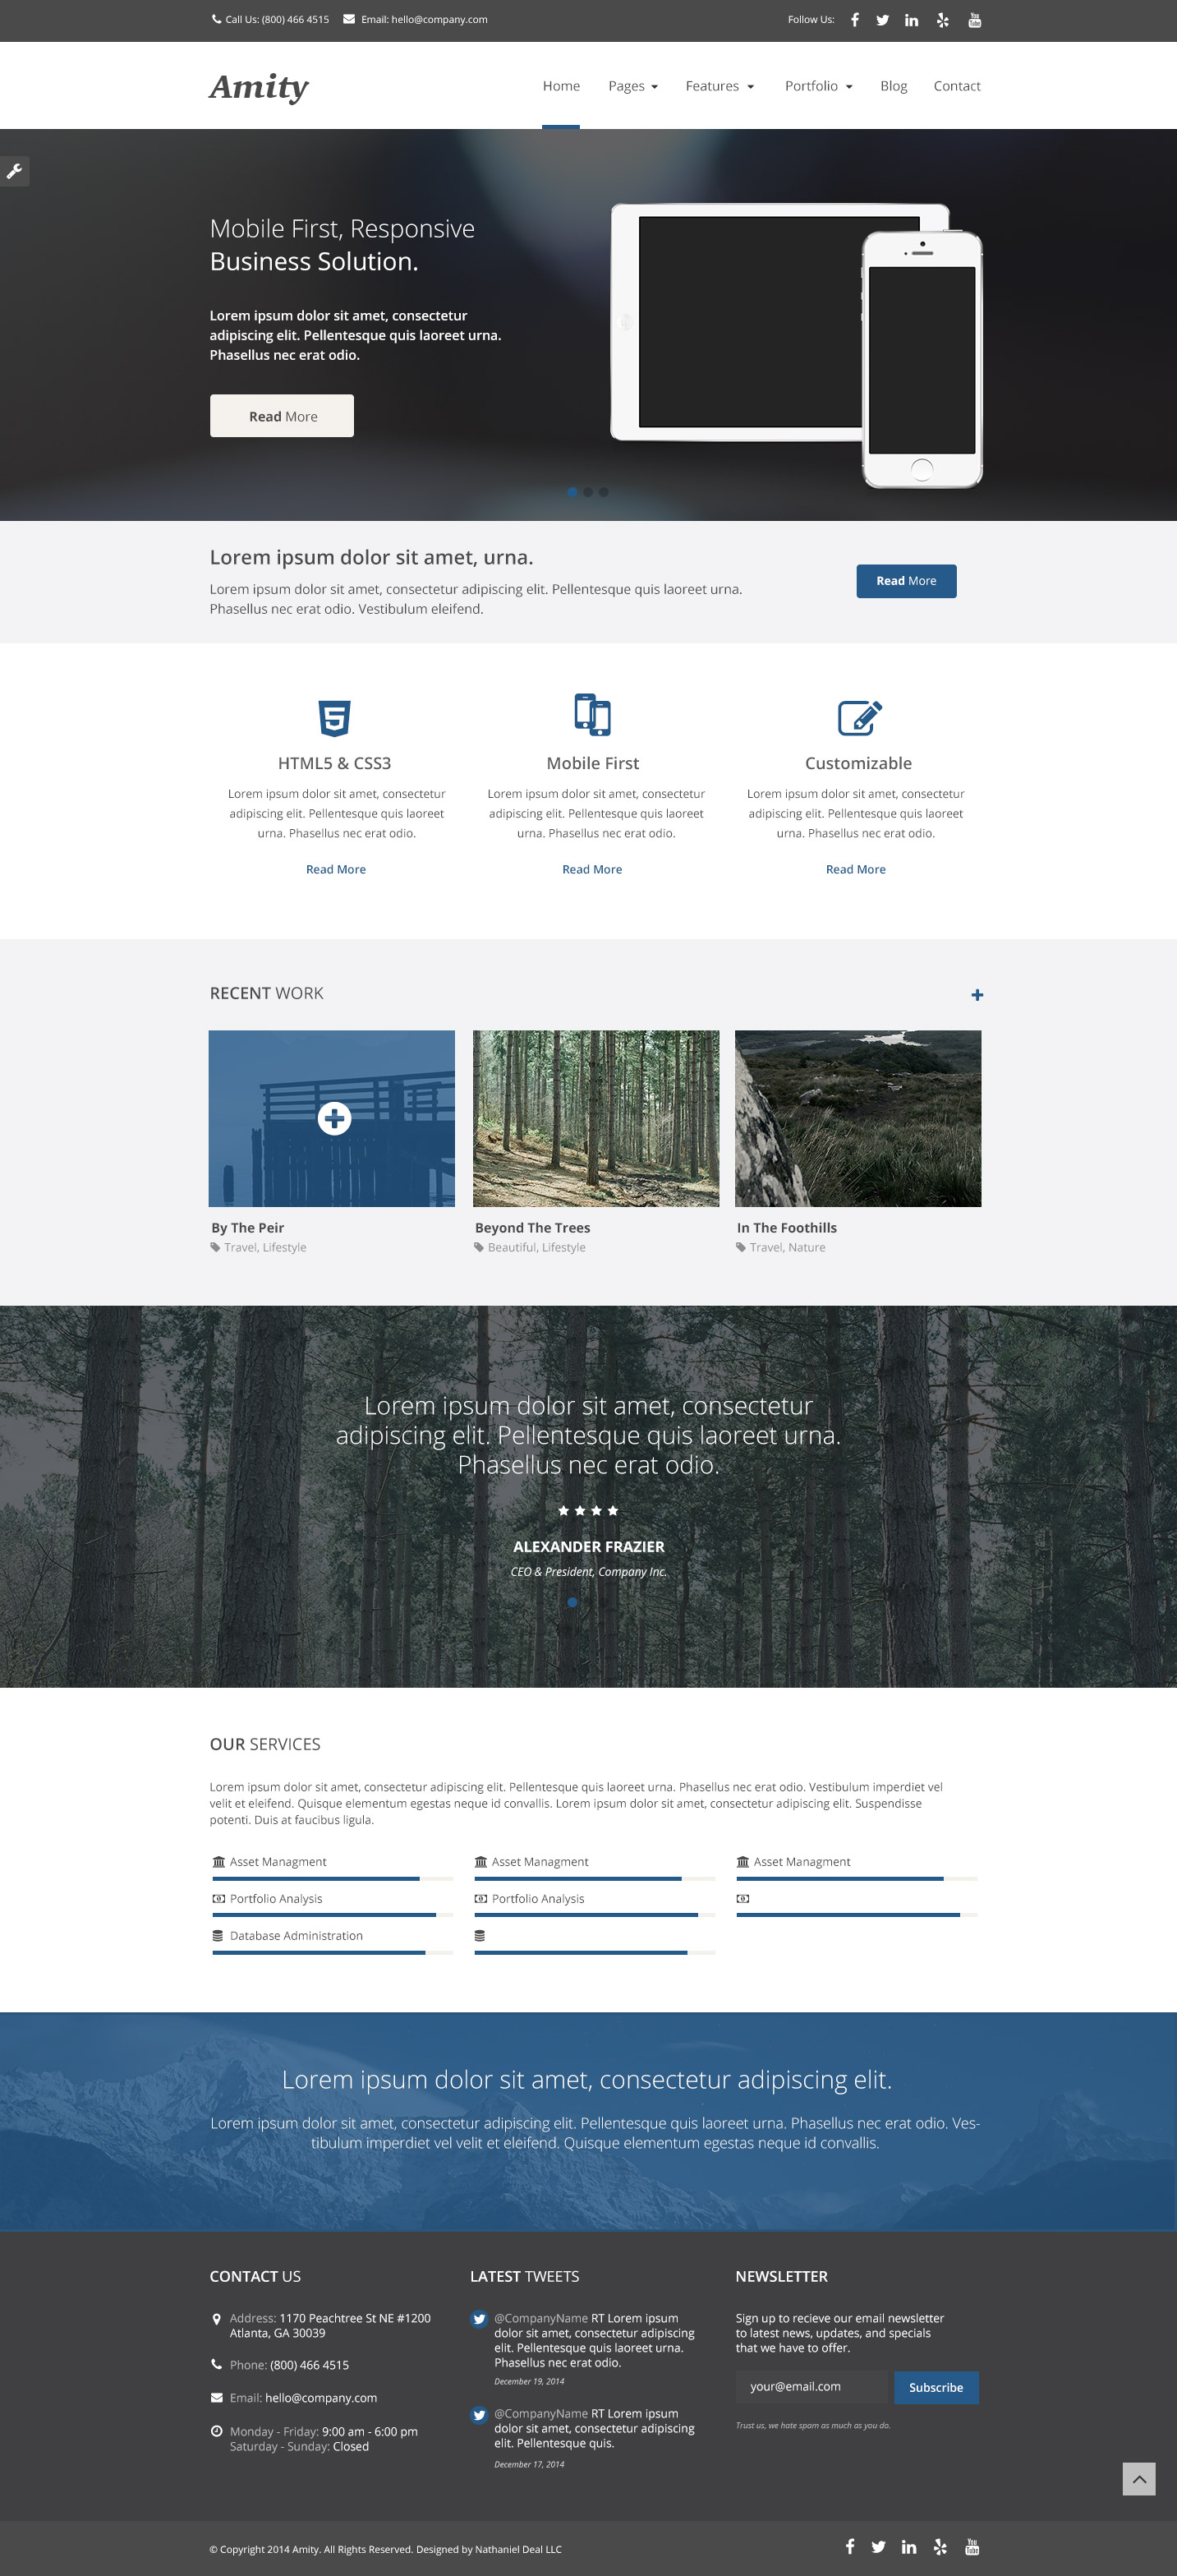 Call Us: (800) 466 4515 Email: hello@company.com Follow Us:
Amity
Home Pages Features Portfolio Blog Contact
Mobile First, Responsive
Business Solution.
Lorem ipsum dolor sit amet, consectetur
adipiscing elit. Pellentesque quis laoreet urna.
Phasellus nec erat odio.
Read More
Lorem ipsum dolor sit amet, urna.
Lorem ipsum dolor sit amet, consectetur adipiscing elit. Pellentesque quis laoreet urna.
Phasellus nec erat odio. Vestibulum eleifend.
Read More
HTML5 & CSS3
Lorem ipsum dolor sit amet, consectetur
adipiscing elit. Pellentesque quis laoreet
urna. Phasellus nec erat odio.
Read More
Mobile First
Lorem ipsum dolor sit amet, consectetur
adipiscing elit. Pellentesque quis laoreet
urna. Phasellus nec erat odio.
Read More
Customizable
Lorem ipsum dolor sit amet, consectetur
adipiscing elit. Pellentesque quis laoreet
urna. Phasellus nec erat odio.
Read More
RECENT WORK
By The Peir
Travel, Lifestyle
Beyond The Trees
Beautiful, Lifestyle
In The Foothills
Travel, Nature
Lorem ipsum dolor sit amet, consectetur
adipiscing elit. Pellentesque quis laoreet urna.
Phasellus nec erat odio.
ALEXANDER FRAZIER
CEO & President, Company Inc.
OUR SERVICES
Lorem ipsum dolor sit amet, consectetur adipiscing elit. Pellentesque quis laoreet urna. Phasellus nec erat odio. Vestibulum imperdiet vel
velit et eleifend. Quisque elementum egestas neque id convallis. Lorem ipsum dolor sit amet, consectetur adipiscing elit. Suspendisse
potenti. Duis at faucibus ligula.
Asset Managment
Portfolio Analysis
Database Administration
Asset Managment
Portfolio Analysis
Asset Managment
Lorem ipsum dolor sit amet, consectetur adipiscing elit.
Lorem ipsum dolor sit amet, consectetur adipiscing elit. Pellentesque quis laoreet urna. Phasellus nec erat odio. Ves-
tibulum imperdiet vel velit et eleifend. Quisque elementum egestas neque id convallis.
CONTACT US
Address: 1170 Peachtree St NE #1200
Atlanta, GA 30039
Phone: (800) 466 4515
Email: hello@company.com
Monday - Friday: 9:00 am - 6:00 pm
Saturday - Sunday: Closed
LATEST TWEETS
@CompanyName RT Lorem ipsum
dolor sit amet, consectetur adipiscing
elit. Pellentesque quis laoreet urna.
Phasellus nec erat odio.
December 19, 2014
@CompanyName RT Lorem ipsum
dolor sit amet, consectetur adipiscing
elit. Pellentesque quis.
December 17, 2014
NEWSLETTER
Sign up to recieve our email newsletter
to latest news, updates, and specials
that we have to offer.
your@email.com
Subscribe
Trust us, we hate spam as much as you do.
© Copyright 2014 Amity. All Rights Reserved. Designed by Nathaniel Deal LLC